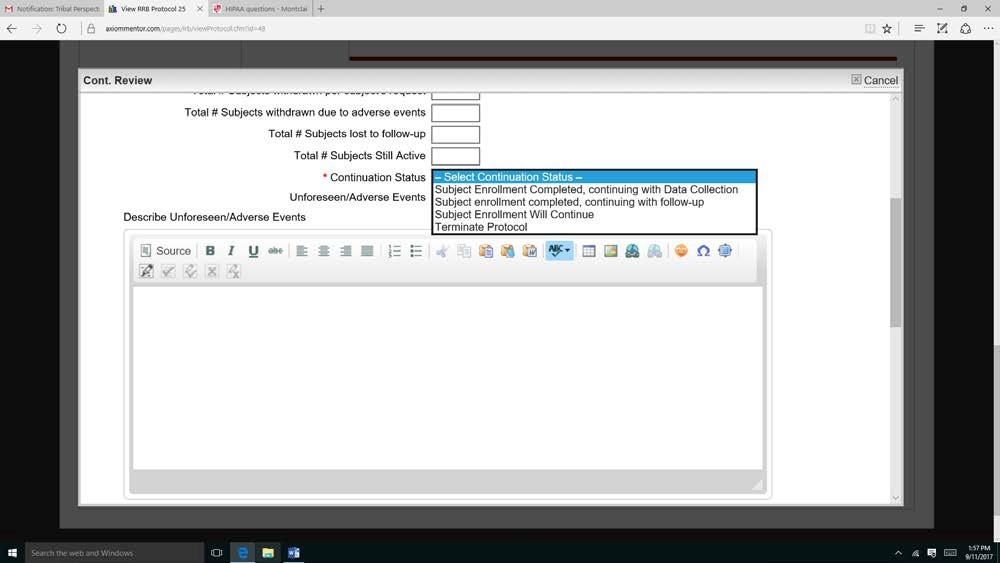 Notification: Tribal Perspect
View RRB Protocol 25
HIPAA questions - Montclai
axiommentor.com/pages/irb/viewProtocol.cfm?id=48
Cont. Review
Cancel
Total # Subjects withdrawn per subject's request
Total # Subjects withdrawn due to adverse events
Total # Subjects lost to follow-up
Total # Subjects Still Active
* Continuation Status
-- Select Continuation Status --
Subject Enrollment Completed, continuing with Data Collection
Subject enrollment completed, continuing with follow-up
Subject Enrollment Will Continue
Terminate Protocol
Unforeseen/Adverse Events
Describe Unforeseen/Adverse Events
Source B I U abc ABC Ω
Search the web and Windows
1:57 PM
9/11/2017